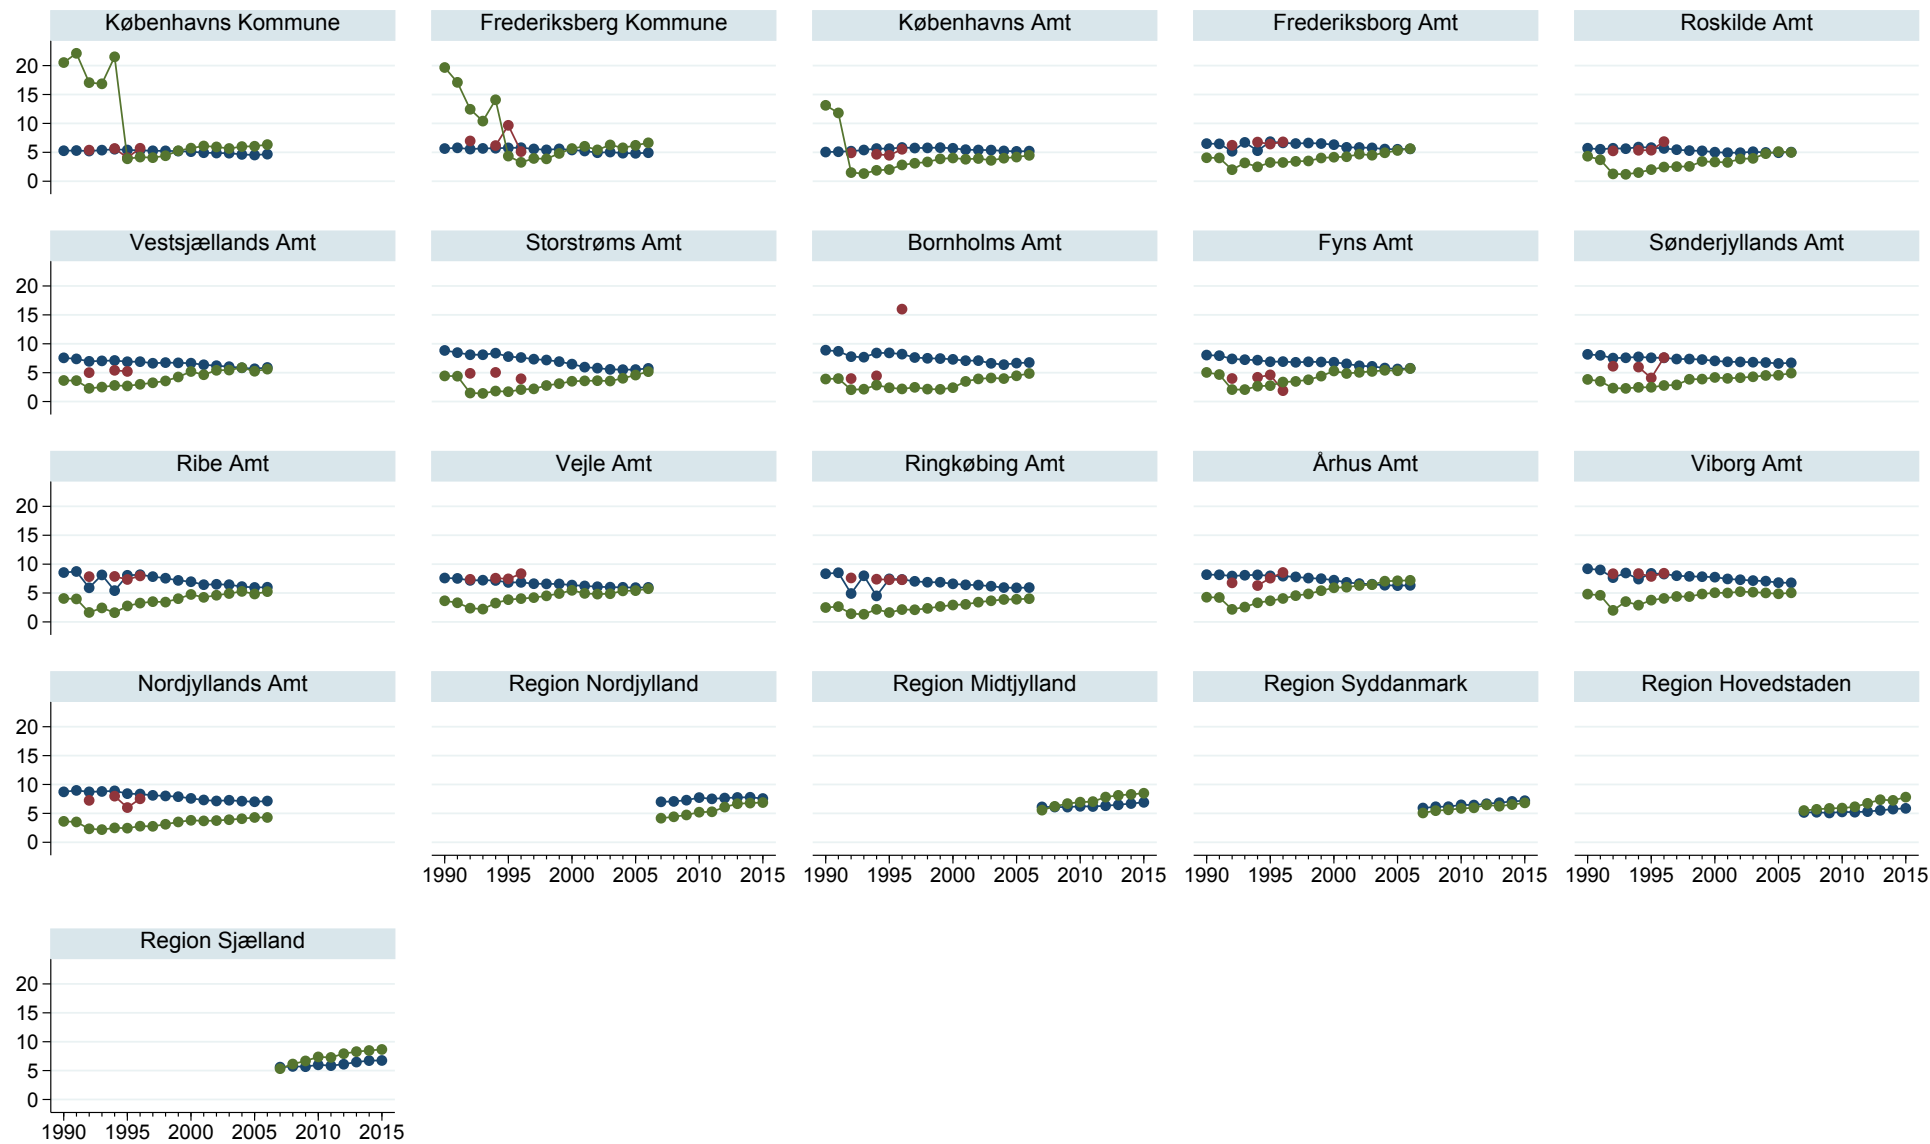 Københavns Kommune
Frederiksberg Kommune
Københavns Amt
Frederiksborg Amt
Roskilde Amt
20
15
10
5
0
Vestsjællands Amt
Storstrøms Amt
Bornholms Amt
Fyns Amt
Sønderjyllands Amt
20
15
10
5
0
Ribe Amt
Vejle Amt
Ringkøbing Amt
Århus Amt
Viborg Amt
20
15
10
5
0
Nordjyllands Amt
Region Nordjylland
Region Midtjylland
Region Syddanmark
Region Hovedstaden
20
15
10
5
0
1990 1995 2000 2005 2010 2015
1990 1995 2000 2005 2010 2015
1990 1995 2000 2005 2010 2015
1990 1995 2000 2005 2010 2015
Region Sjælland
20
15
10
5
0
1990 1995 2000 2005 2010 2015